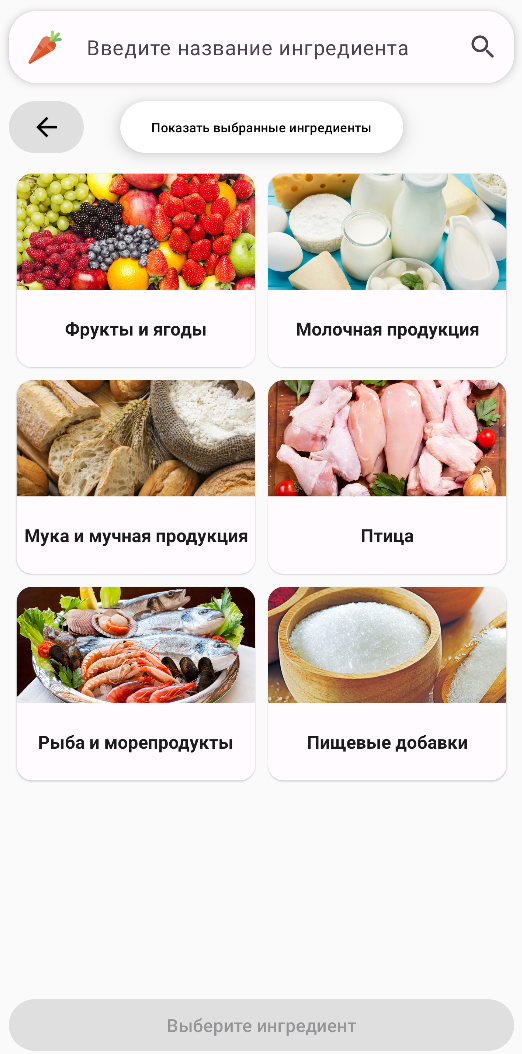 Введите название ингредиента
Показать выбранные ингредиенты
Фрукты и ягоды
Молочная продукция
Мука и мучная продукция
Птица
Рыба и морепродукты
Пищевые добавки
Выберите ингредиент